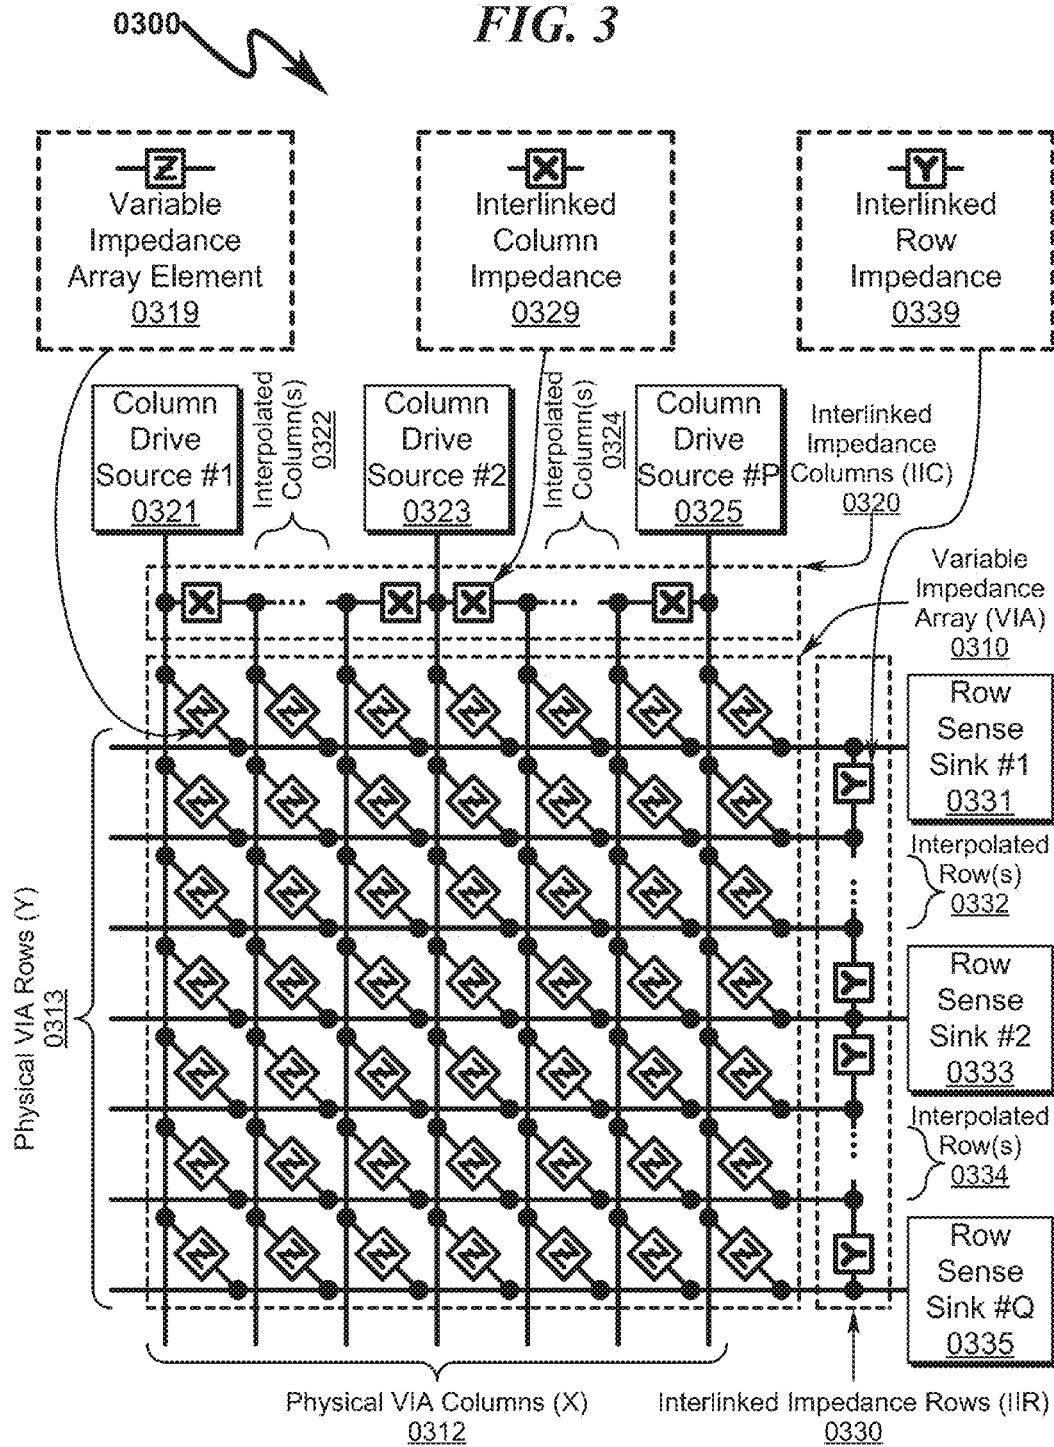 FIG. 3
0300
Z
Variable
Impedance
Array Element
0319
X
Interlinked
Column
Impedance
0329
Y
Interlinked
Row
Impedance
0339
Column
Drive
Source #1
0321
Interpolated
Column(s)
0322
Column
Drive
Source #2
0323
Interpolated
Column(s)
0324
Column
Drive
Source #P
0325
Interlinked
Impedance
Columns (IIC)
0320
X X X X
Variable
Impedance
Array (VIA)
0310
Z Z Z Z Z Z Z
Row
Sense
Sink #1
0331
Y
Z Z Z Z Z Z Z
Interpolated
Row(s)
0332
Z Z Z Z Z Z Z
Physical VIA Rows (Y)
0313
Y
Z Z Z Z Z Z Z
Row
Sense
Sink #2
0333
Y
Z Z Z Z Z Z Z
Interpolated
Row(s)
0334
Z Z Z Z Z Z Z
Y
Z Z Z Z Z Z Z
Row
Sense
Sink #Q
0335
Physical VIA Columns (X)
0312
Interlinked Impedance Rows (IIR)
0330